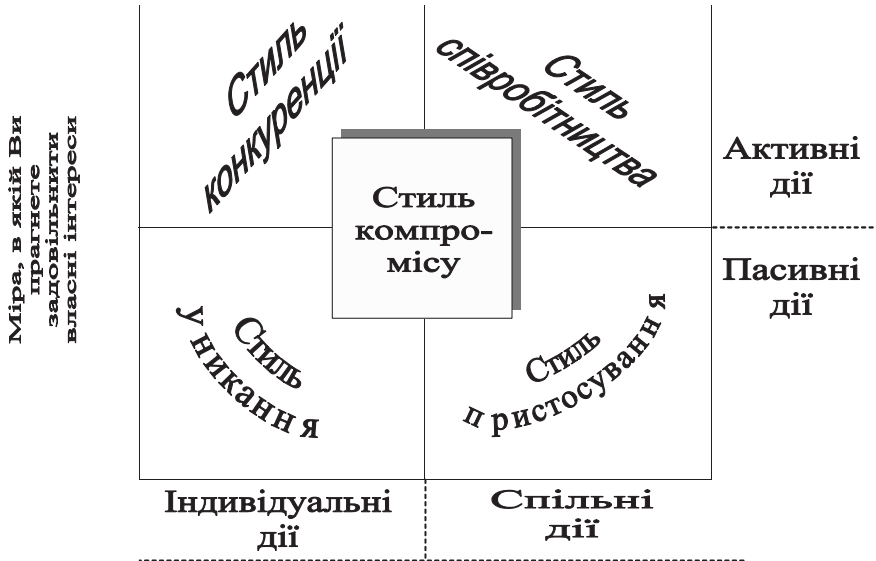 Міра, в якій Ви
прагнете
задовільнити
власні інтереси
Стиль
конкуренції
Стиль
співробітництва
Активні
дії
Стиль
компро-
місу
Пасивні
дії
Стиль
уникання
Стиль
пристосування
Індивідуальні
дії
Спільні
дії